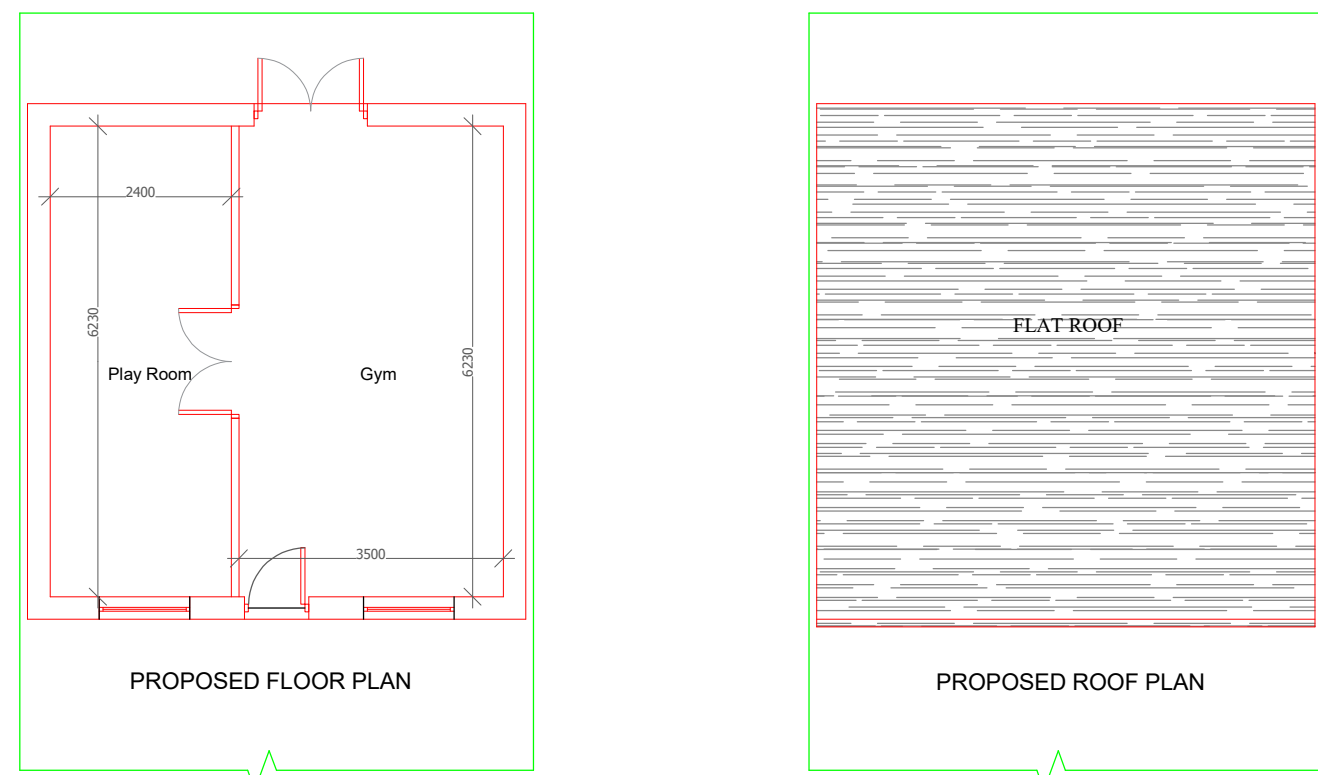 2400
6230
6230
Play Room
Gym
3500
PROPOSED FLOOR PLAN
FLAT ROOF
PROPOSED ROOF PLAN